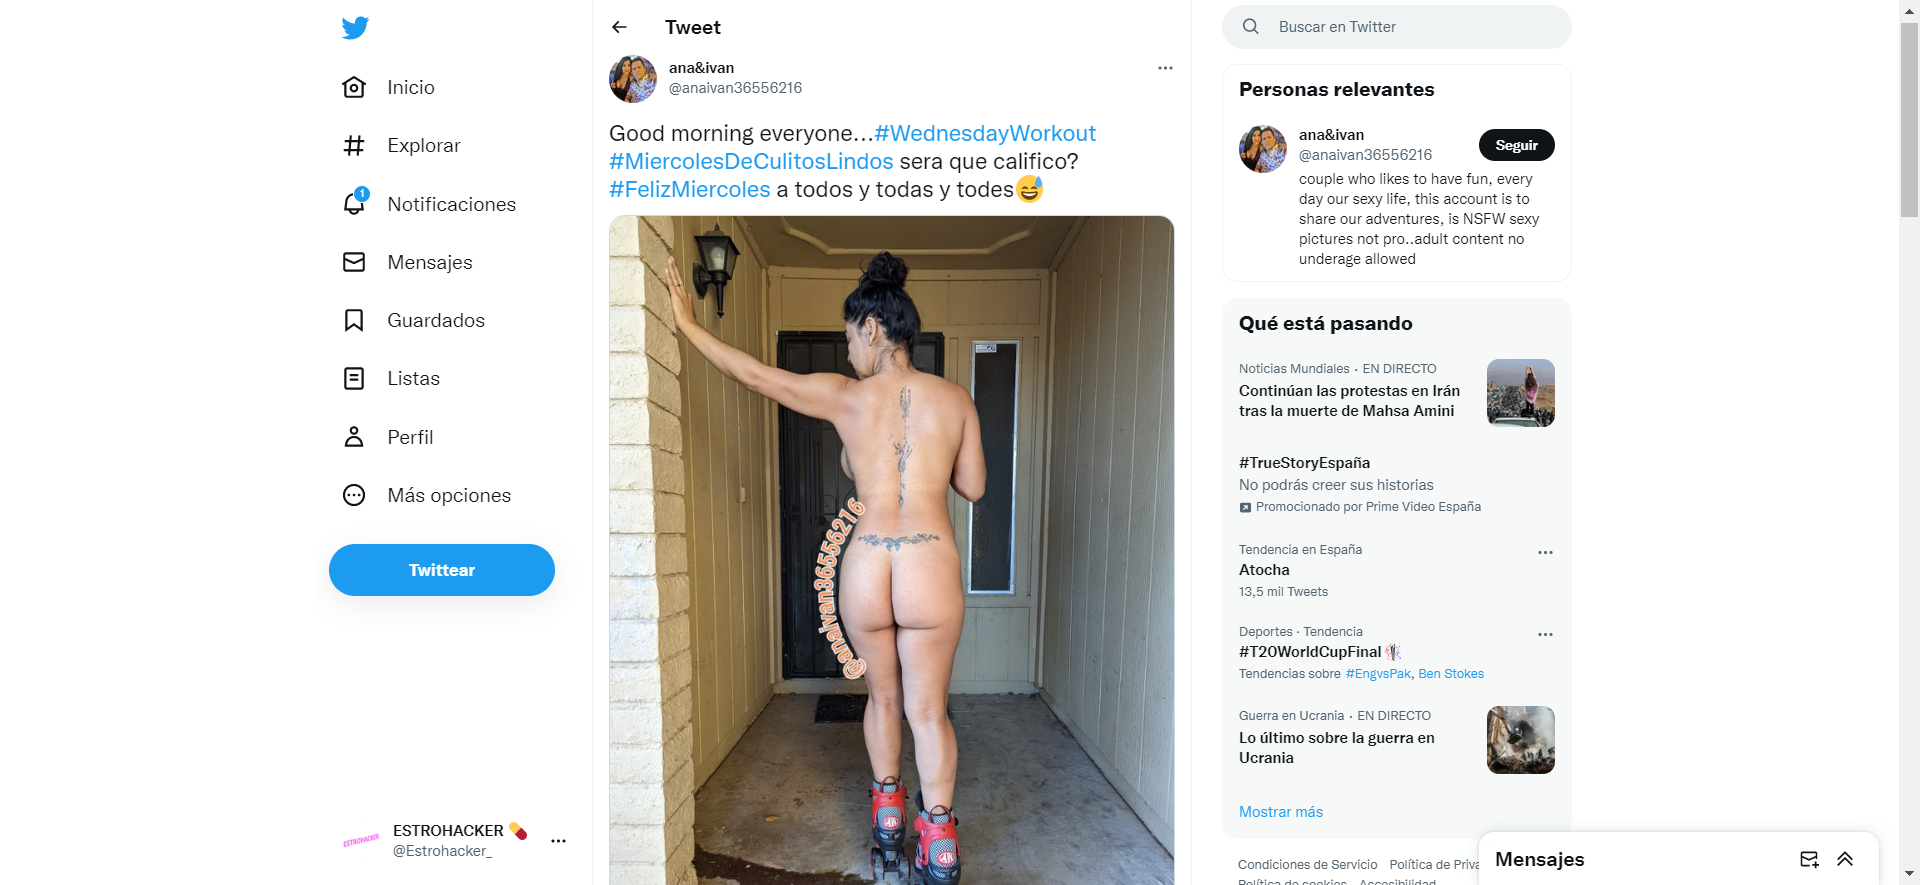 Inicio
Explorar
1
Notificaciones
Mensajes
Guardados
Listas
Perfil
Más opciones
Twittear
ESTROHACKER
ESTROHACKER 💊
@Estrohacker_
Tweet
ana&ivan
@anaivan36556216
Good morning everyone...#WednesdayWorkout
#MiercolesDeCulitosLindos sera que califico?
#FelizMiercoles a todos y todas y todes😅
@anaivan36556216
Buscar en Twitter
Personas relevantes
ana&ivan
@anaivan36556216
Seguir
couple who likes to have fun, every
day our sexy life, this account is to
share our adventures, is NSFW sexy
pictures not pro..adult content no
underage allowed
Qué está pasando
Noticias Mundiales · EN DIRECTO
Continúan las protestas en Irán
tras la muerte de Mahsa Amini
#TrueStoryEspaña
No podrás creer sus historias
Promocionado por Prime Video España
Tendencia en España
Atocha
13,5 mil Tweets
Deportes · Tendencia
#T20WorldCupFinal
Tendencias sobre #EngvsPak, Ben Stokes
Guerra en Ucrania · EN DIRECTO
Lo último sobre la guerra en
Ucrania
Mostrar más
Condiciones de Servicio Política de Priva
Política de cookies Accesibilidad
Mensajes